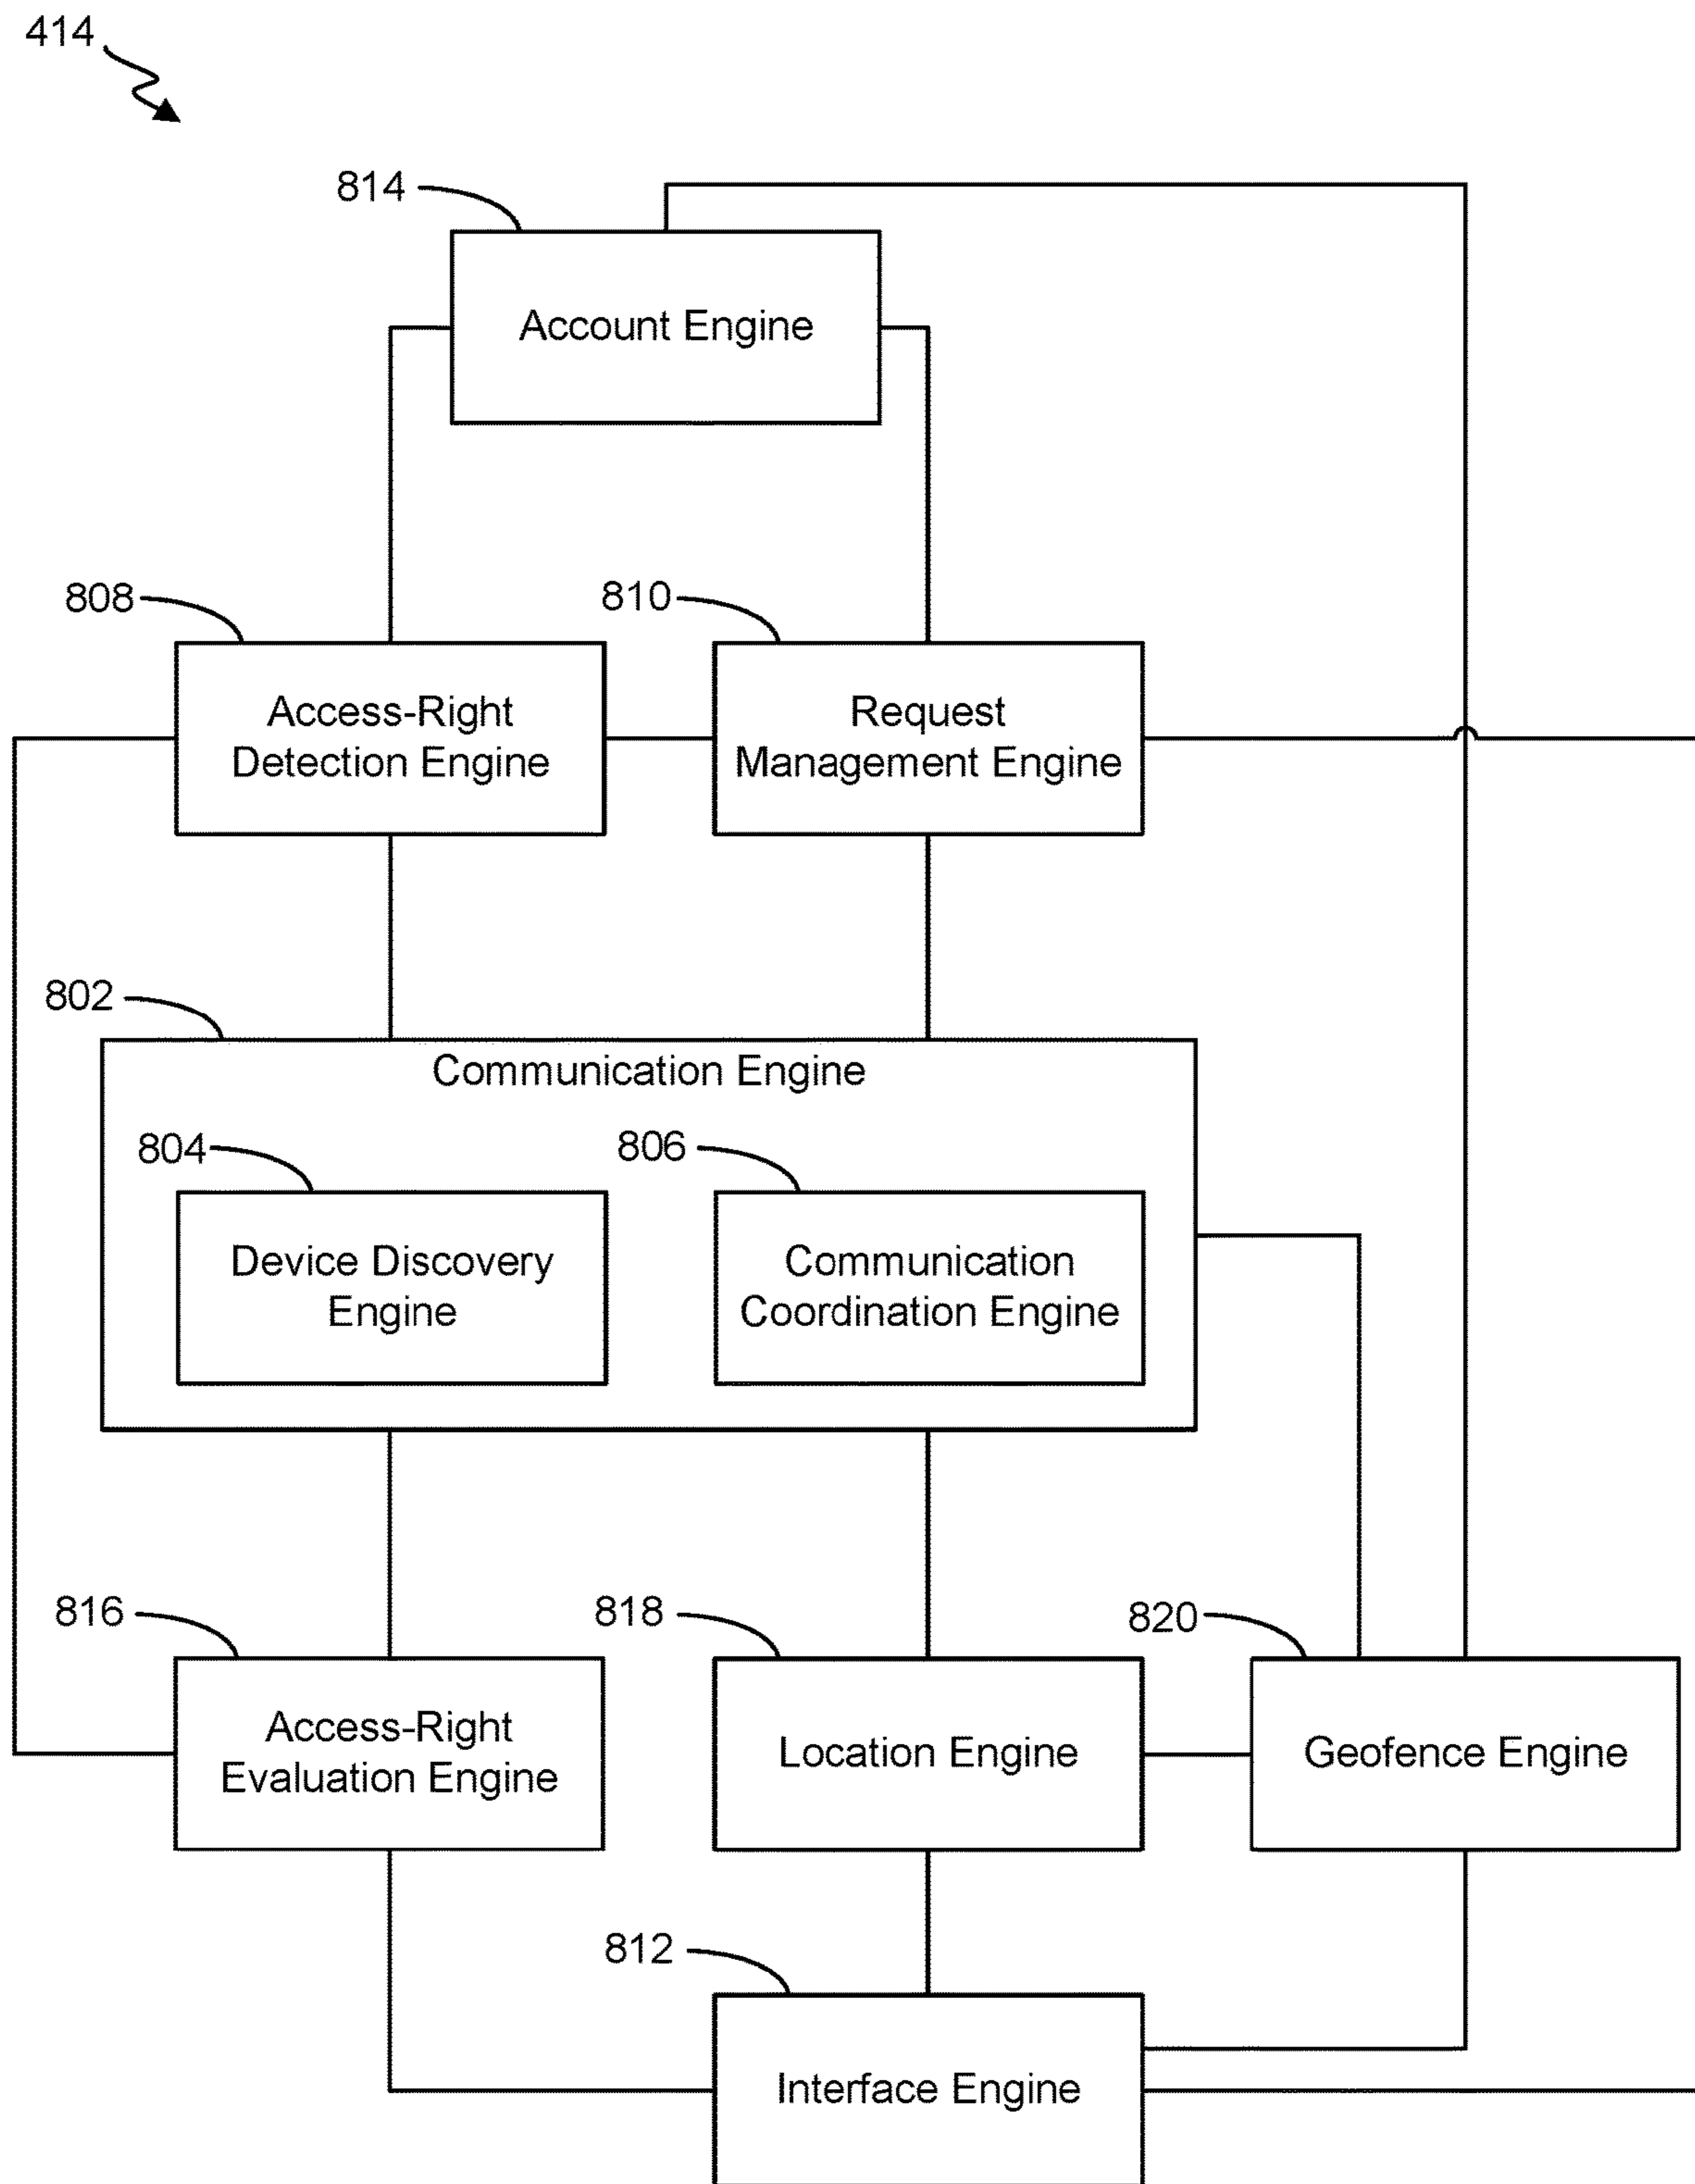 414
814
Account Engine
808
810
Access-Right
Detection Engine
Request
Management Engine
802
Communication Engine
804
806
Device Discovery
Engine
Communication
Coordination Engine
816
818
820
Access-Right
Evaluation Engine
Location Engine
Geofence Engine
812
Interface Engine